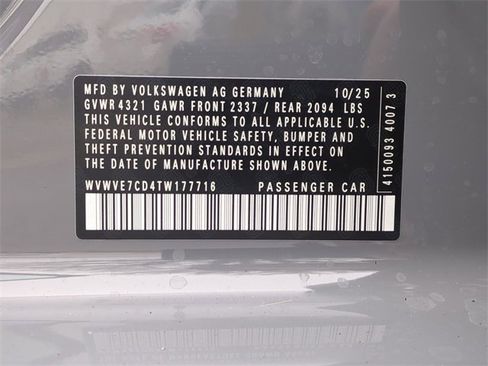 MFD BY VOLKSWAGEN AG GERMANY 10/25
GVWR 4321 GAWR FRONT 2337 / REAR 2094 LBS
THIS VEHICLE CONFORMS TO ALL APPLICABLE U.S.
FEDERAL MOTOR VEHICLE SAFETY, BUMPER AND
THEFT PREVENTION STANDARDS IN EFFECT ON THE
DATE OF MANUFACTURE SHOWN ABOVE.
WVWVE7CD4TW177716 PASSENGER CAR
4150093 4007 3